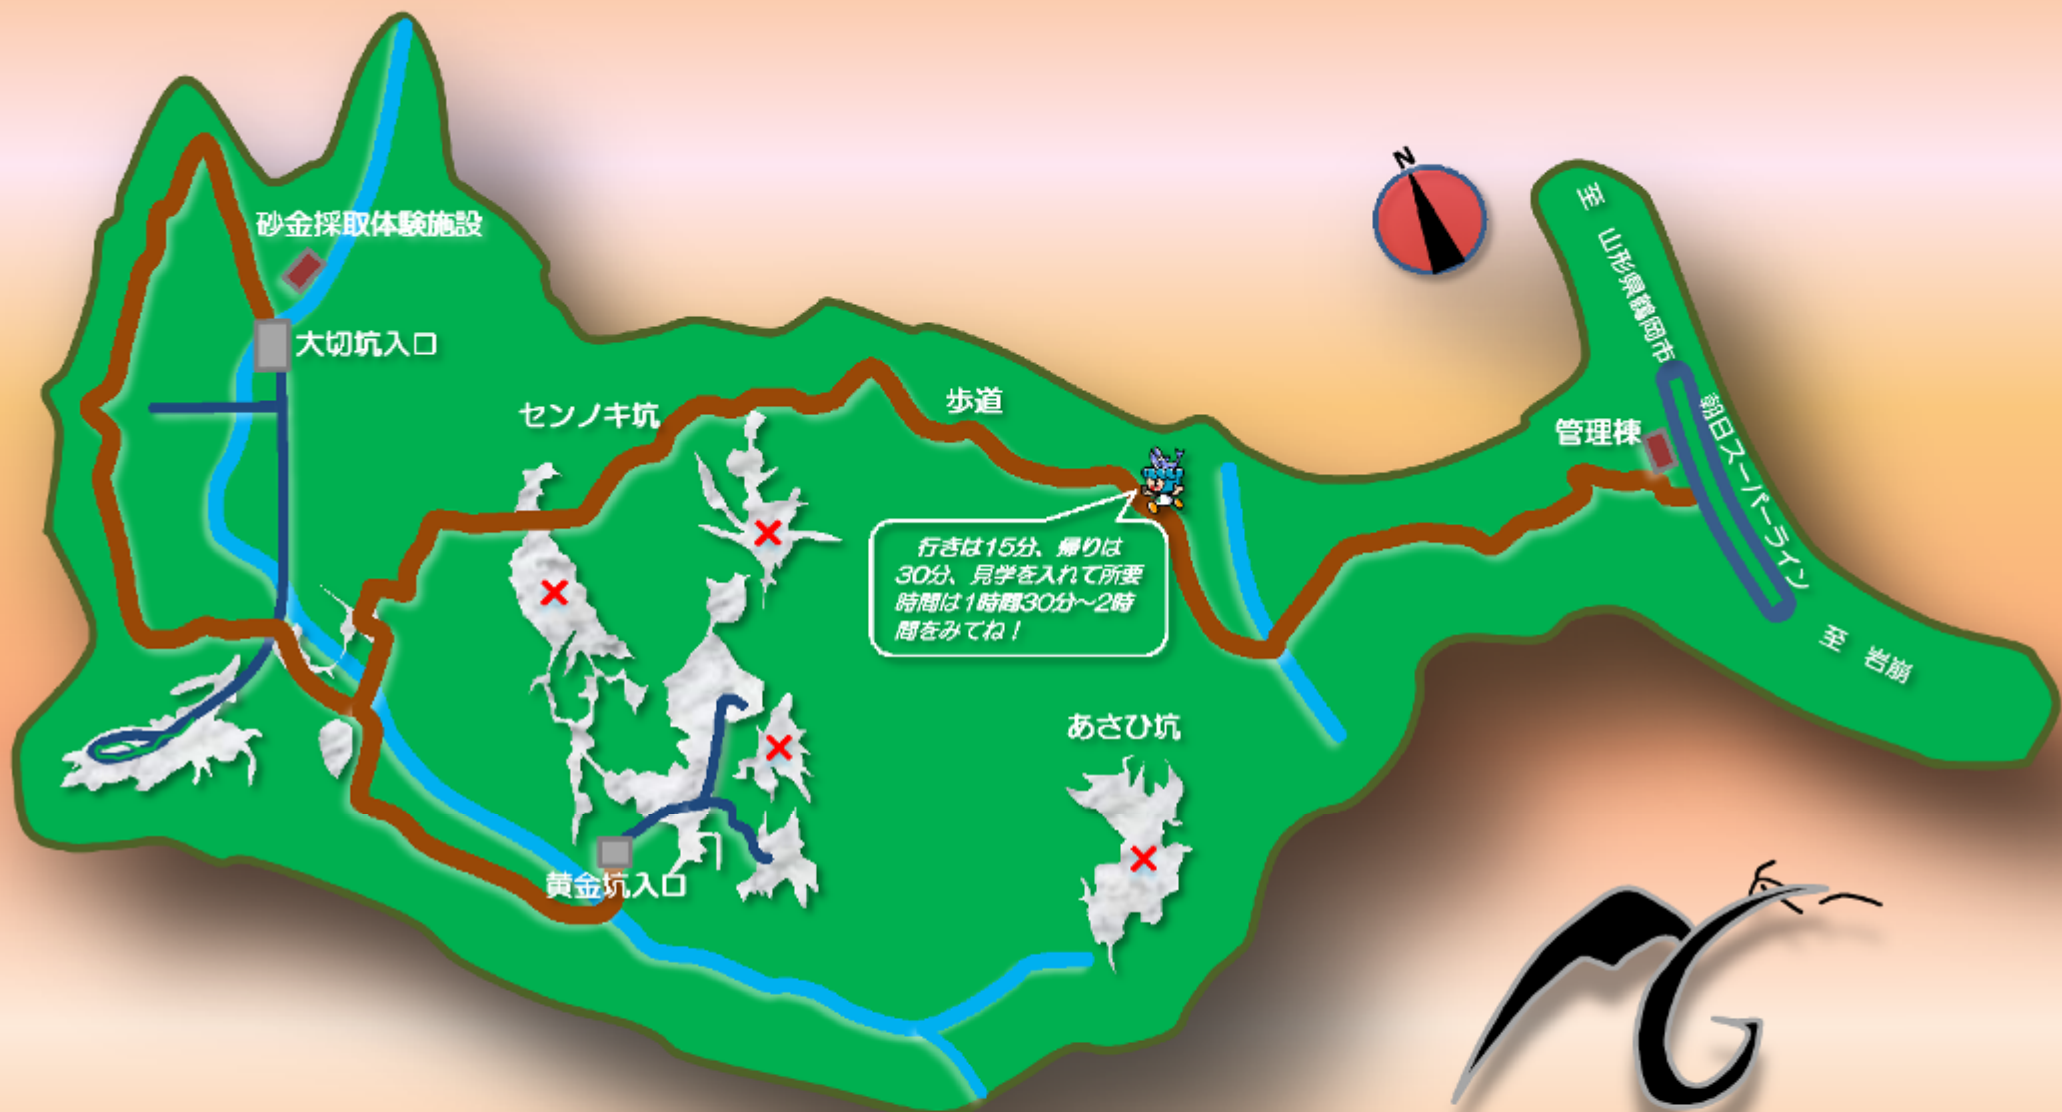 N
至 山形県鶴岡市
砂金採取体験施設
大切坑入口
センノキ坑
歩道
管理棟
朝日スーパーライン
行きは15分、帰りは
30分、見学を入れて所要
時間は1時間30分～2時
間をみてね！
至 岩崩
あさひ坑
黄金坑入口